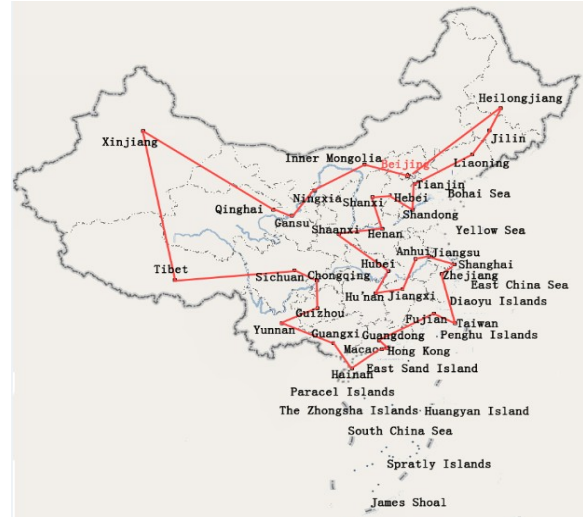 Heilongjiang
Xinjiang
Jilin
Inner Mongolia
Beijing
Liaoning
Tianjin
Bohai Sea
Ningxia
Shanxi
Hebei
Qinghai
Gansu
Shandong
Shaanxi
Henan
Yellow Sea
Anhui
Jiangsu
Tibet
Sichuan
Chongqing
Hubei
Shanghai
Zhejiang
East China Sea
Hu'nan
Jiangxi
Diaoyu Islands
Guizhou
Fujian
Taiwan
Yunnan
Guangxi
Guangdong
Penghu Islands
Macao
Hong Kong
Hainan
East Sand Island
Paracel Islands
The Zhongsha Islands
Huangyan Island
South China Sea
Spratly Islands
James Shoal